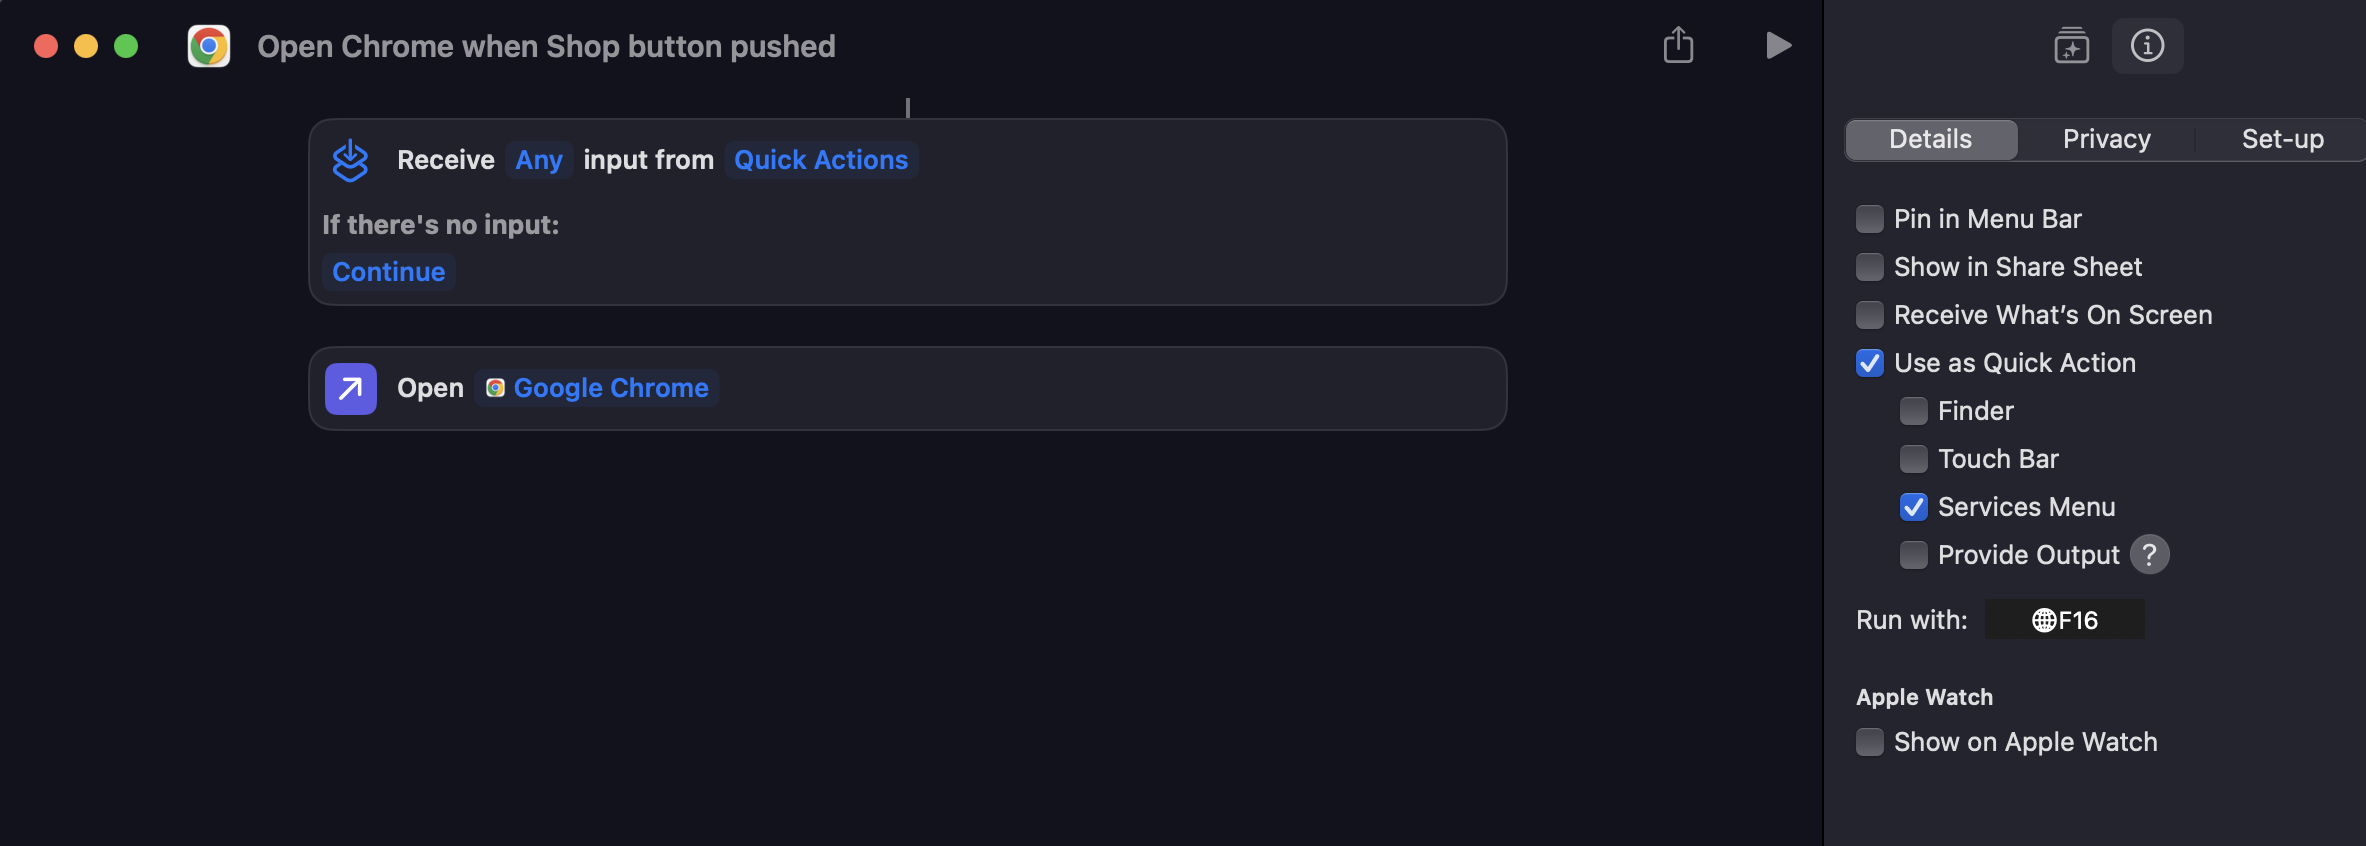 Open Chrome when Shop button pushed
Receive Any input from Quick Actions
If there's no input:
Continue
Open Google Chrome
Details Privacy Set-up
Pin in Menu Bar
Show in Share Sheet
Receive What’s On Screen
Use as Quick Action
Finder
Touch Bar
Services Menu
Provide Output ?
Run with: F16
Apple Watch
Show on Apple Watch